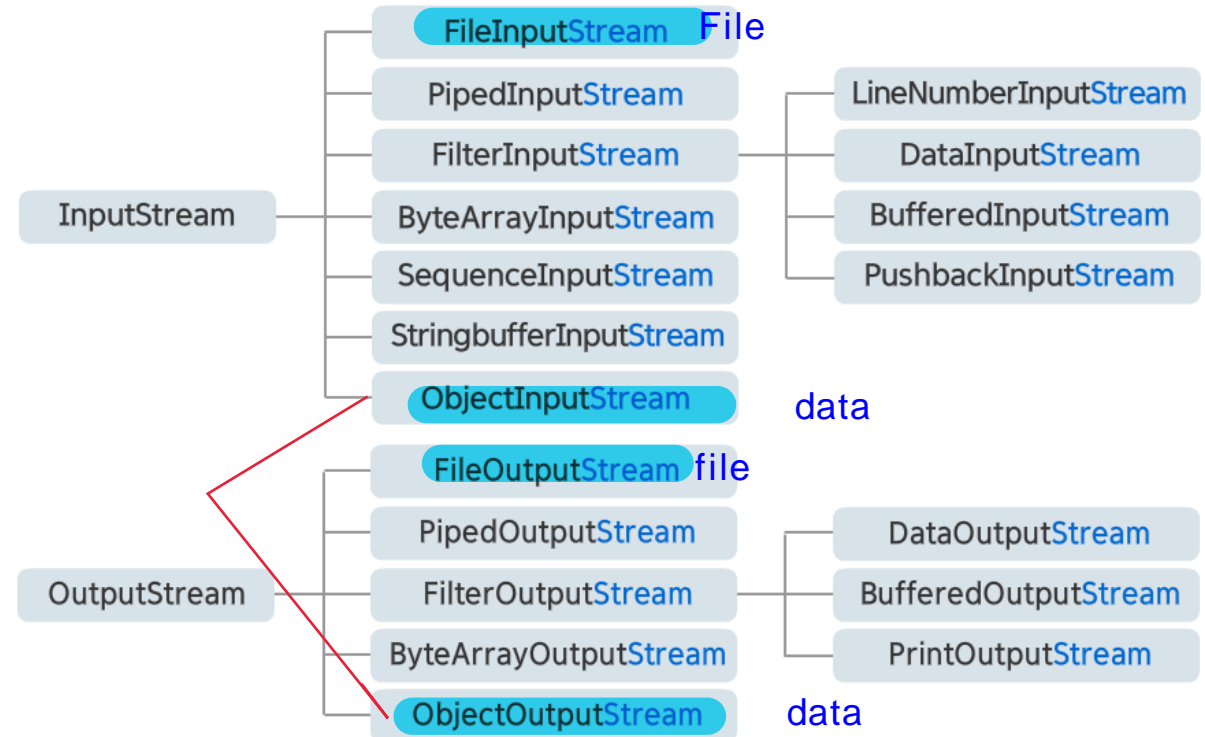 FileInputStream File
PipedInputStream
LineNumberInputStream
FilterInputStream
DataInputStream
InputStream
ByteArrayInputStream
BufferedInputStream
SequenceInputStream
PushbackInputStream
StringbufferInputStream
ObjectInputStream
data
FileOutputStream file
PipedOutputStream
DataOutputStream
OutputStream
FilterOutputStream
BufferedOutputStream
ByteArrayOutputStream
PrintOutputStream
ObjectOutputStream
data